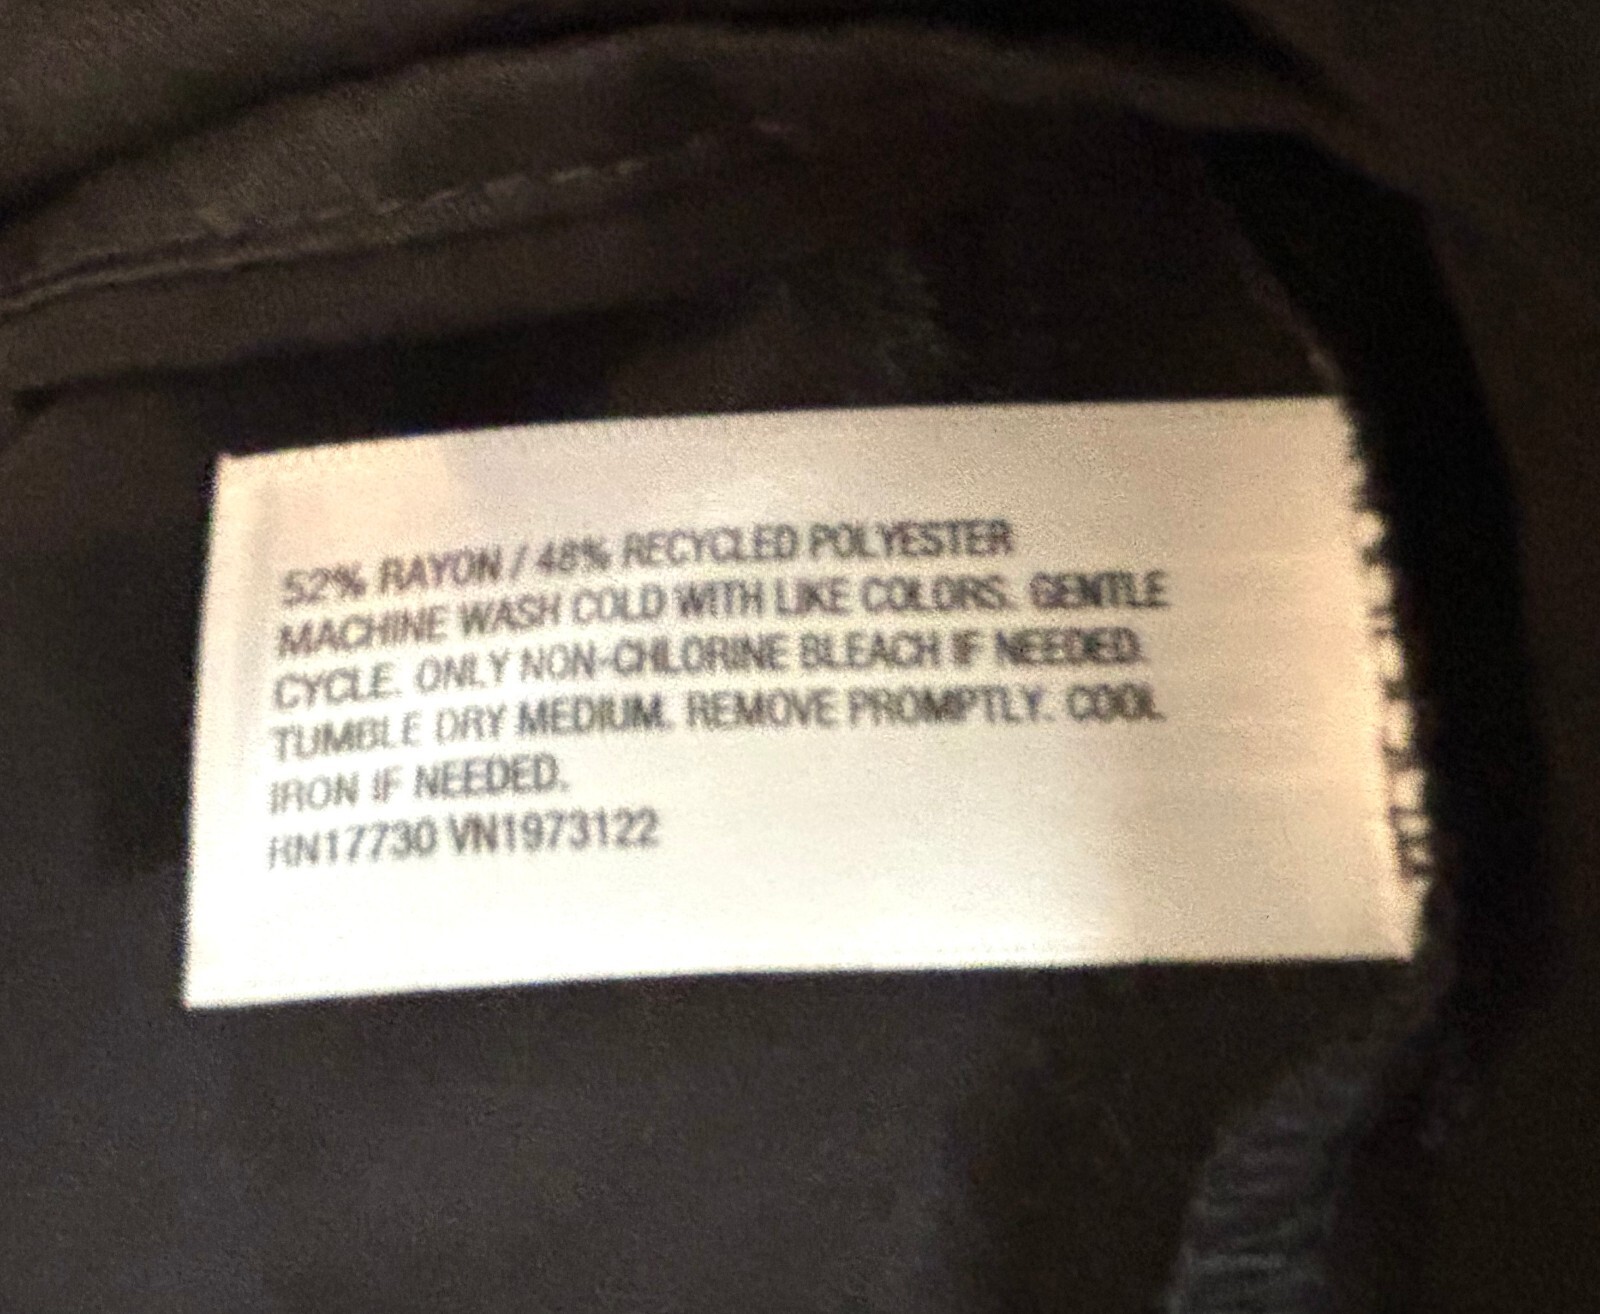 52% RAYON / 48% RECYCLED POLYESTER
MACHINE WASH COLD WITH LIKE COLORS. GENTLE
CYCLE. ONLY NON-CHLORINE BLEACH IF NEEDED.
TUMBLE DRY MEDIUM. REMOVE PROMPTLY. COOL
IRON IF NEEDED.
RN17730 VN1973122